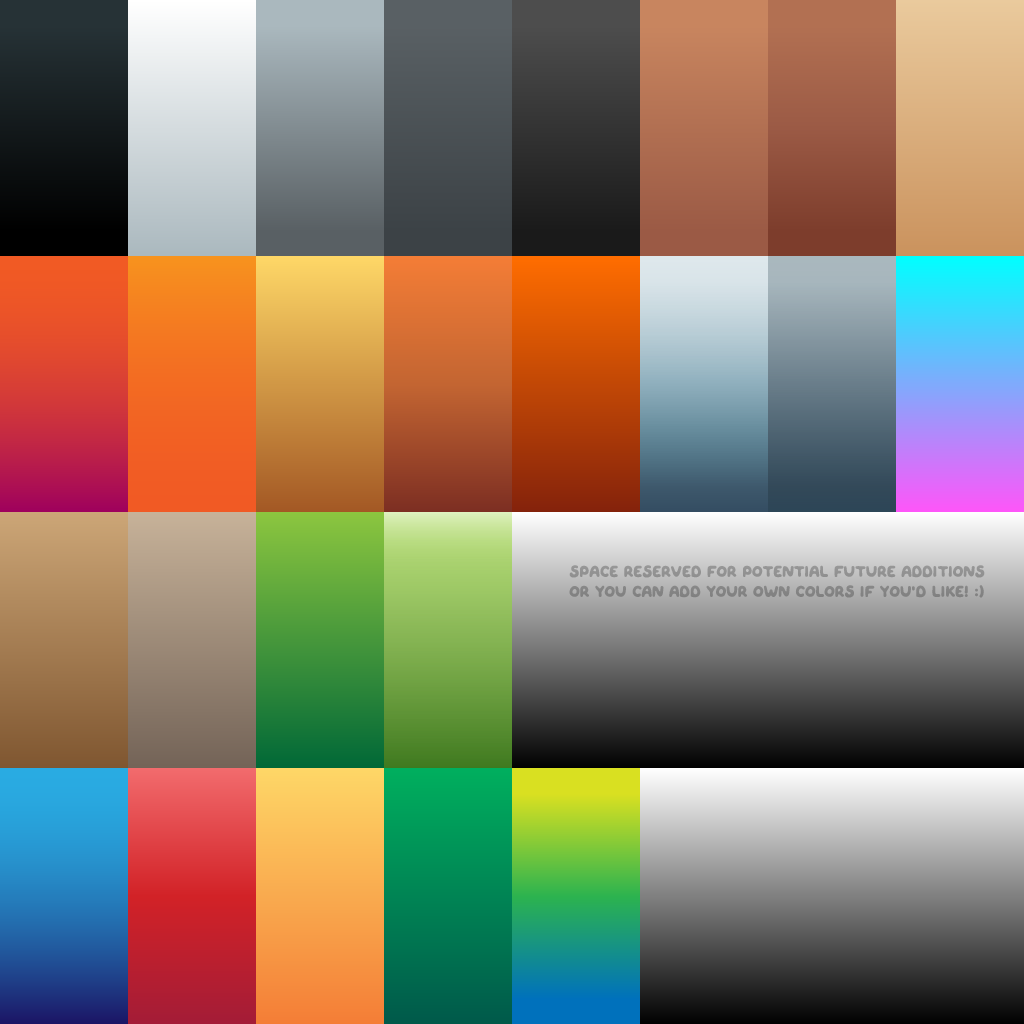 SPACE RESERVED FOR POTENTIAL FUTURE ADDITIONS
OR YOU CAN ADD YOUR OWN COLORS IF YOU'D LIKE! :)